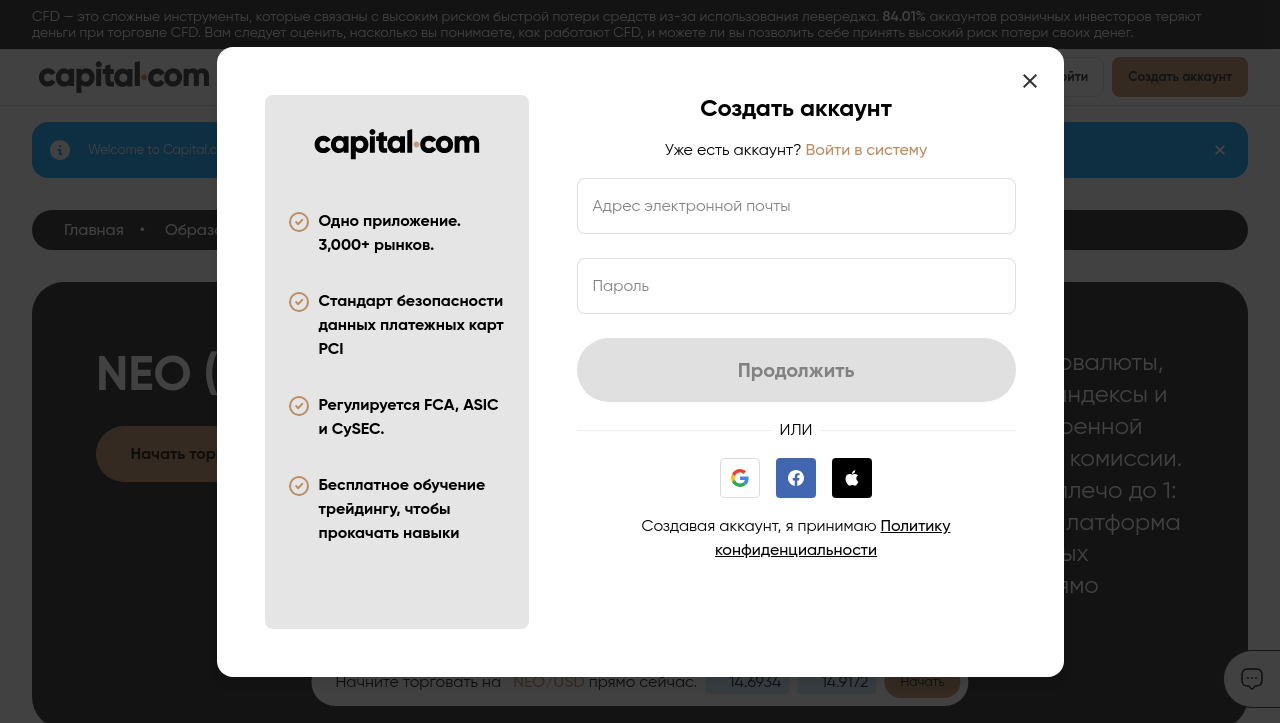 CFD — это сложные инструменты, которые связаны с высоким риском быстрой потери средств из-за использования левереджа. 84.01% аккаунтов розничных инвесторов теряют
деньги при торговле CFD. Вам следует оценить, насколько вы понимаете, как работают CFD, и можете ли вы позволить себе принять высокий риск потери своих денег.
capital.com
Создать аккаунт
Welcome to Capital.c
Главная • Образ
NEO (
Начать тор
овалюты,
индексы и
оенной
комиссии.
плечо до 1:
платформа
ых
ямо
capital.com
Одно приложение.
3,000+ рынков.
Стандарт безопасности
данных платежных карт
PCI
Регулируется FCA, ASIC
и CySEC.
Бесплатное обучение
трейдингу, чтобы
прокачать навыки
Создать аккаунт
Уже есть аккаунт? Войти в систему
Адрес электронной почты
Пароль
Продолжить
ИЛИ
Создавая аккаунт, я принимаю Политику
конфиденциальности
Начните торговать на NEO/USD прямо сейчас. 14.6934 14.9172 Начать